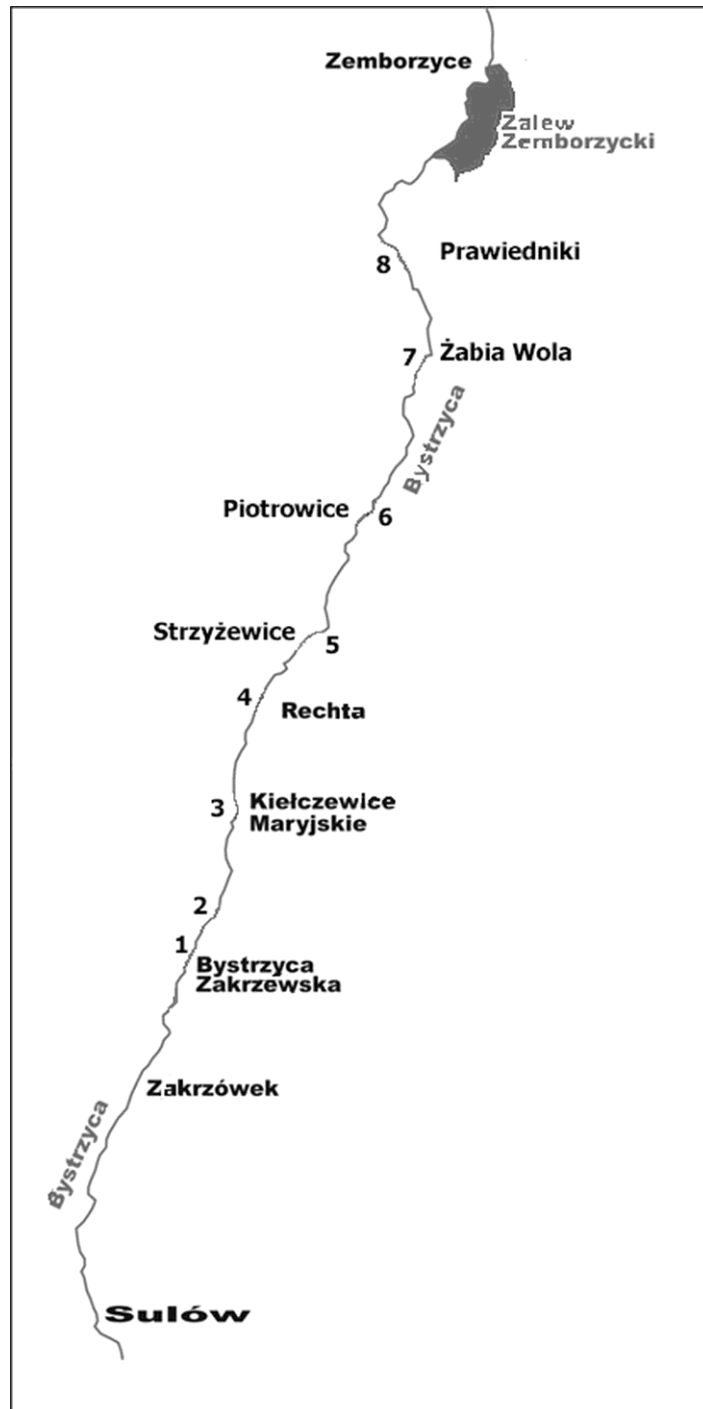 Zemborzyce
Zalew
Zemborzycki
Prawiedniki
8
7
Żabia Wola
Bystrzyca
Piotrowice
6
Strzyżewice
5
4
Rechta
3
Kiełczewice
Maryjskie
2
1
Bystrzyca
Zakrzewska
Zakrzówek
Bystrzyca
Sulów